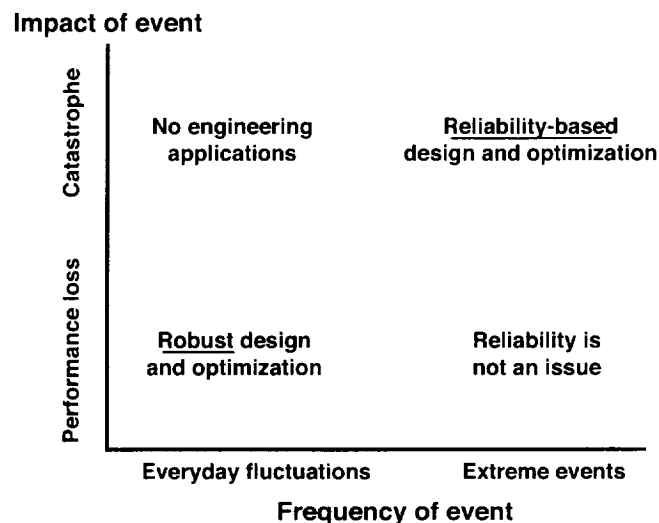 Impact of event
Catastrophe
No engineering
applications
Reliability-based
design and optimization
Performance loss
Robust design
and optimization
Reliability is
not an issue
Everyday fluctuations
Extreme events
Frequency of event